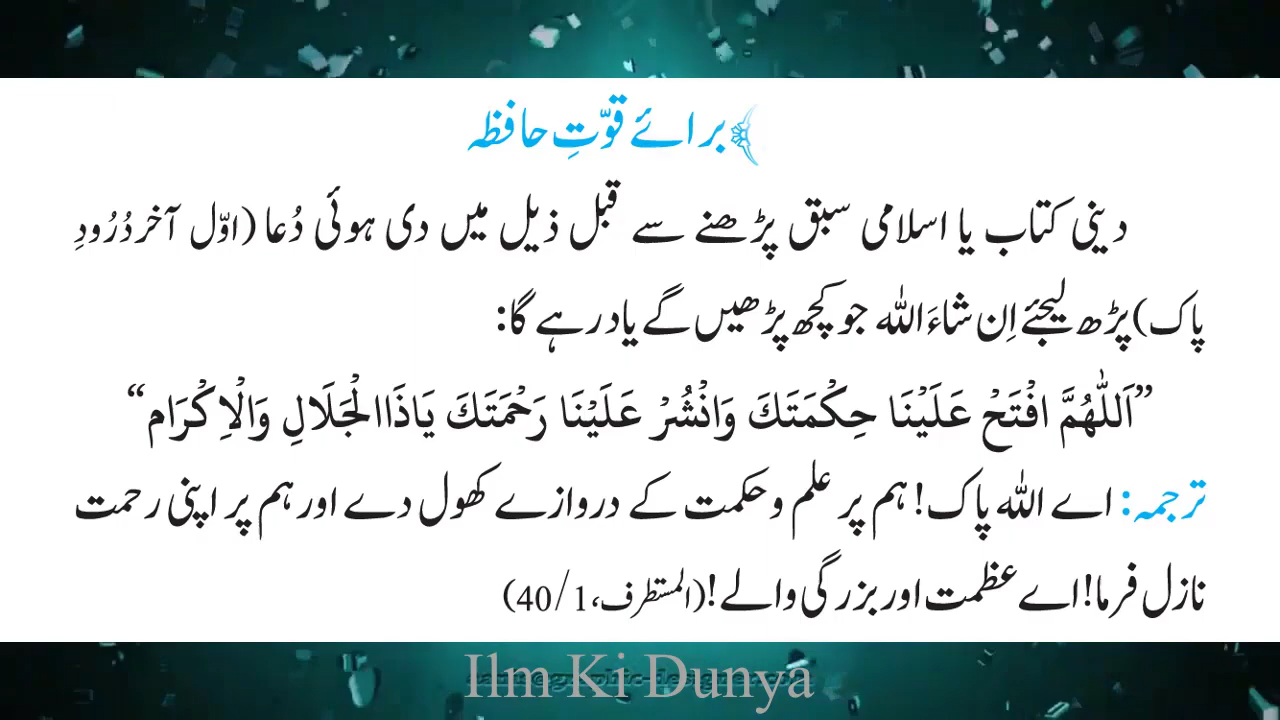 برائے قوّتِ حافظہ
دینی کتاب یا اسلامی سبق پڑھنے سے قبل ذیل میں دی ہوئی دُعا (اوّل آخر دُرُودِ
پاک) پڑھ لیجئے اِن شاءَ اللہ جو کچھ پڑھیں گے یاد رہے گا:
”اَللّٰهُمَّ افْتَحْ عَلَيْنَا حِكْمَتَكَ وَانْشُرْ عَلَيْنَا رَحْمَتَكَ يَاذَاالْجَلَالِ وَالْاِكْرَام“
ترجمہ: اے اللہ پاک! ہم پر علم و حکمت کے دروازے کھول دے اور ہم پر اپنی رحمت
نازل فرما! اے عظمت اور بزرگی والے! (المستطرف، 1/40)
Ilm Ki Dunya